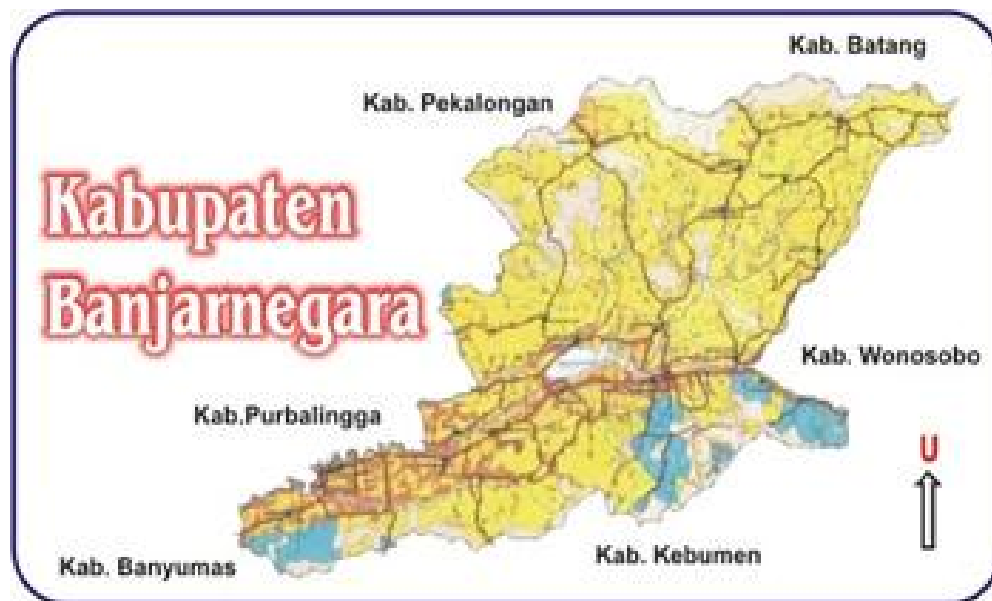 Kab. Batang
Kab. Pekalongan
Kabupaten
Banjarnegara
Kab. Wonosobo
Kab.Purbalingga
U
Kab. Kebumen
Kab. Banyumas